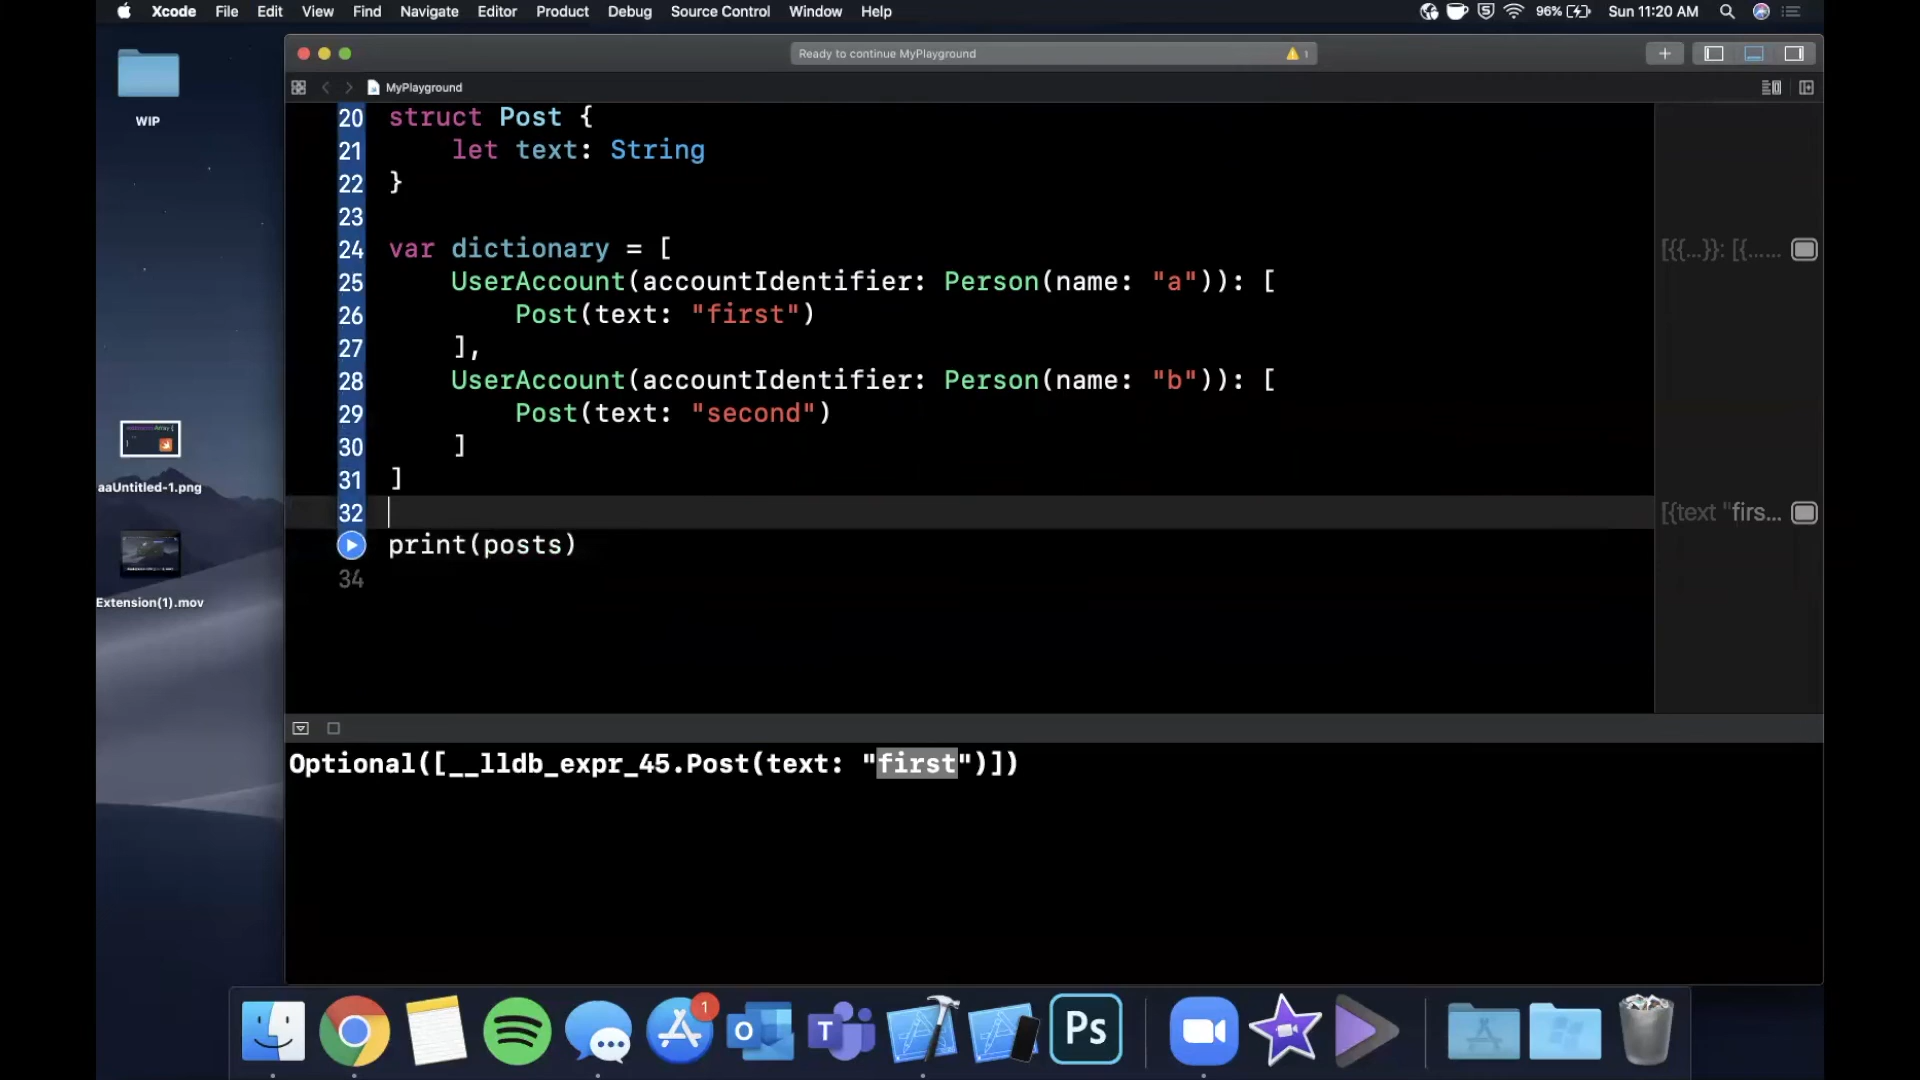 Xcode File Edit View Find Navigate Editor Product Debug Source Control Window Help 96% Sun 11:20 AM
WIP
Ready to continue MyPlayground 1
MyPlayground
20 struct Post {
21 let text: String
22 }
23
24 var dictionary = [
[{{...}}: [{......
25 UserAccount(accountIdentifier: Person(name: "a")): [
26 Post(text: "first")
27 ],
28 UserAccount(accountIdentifier: Person(name: "b")): [
29 Post(text: "second")
30 ]
31 ]
32
[{text "firs...
print(posts)
34
aaUntitled-1.png
Extension(1).mov
Optional([__lldb_expr_45.Post(text: "first")])
1
O
T
Ps